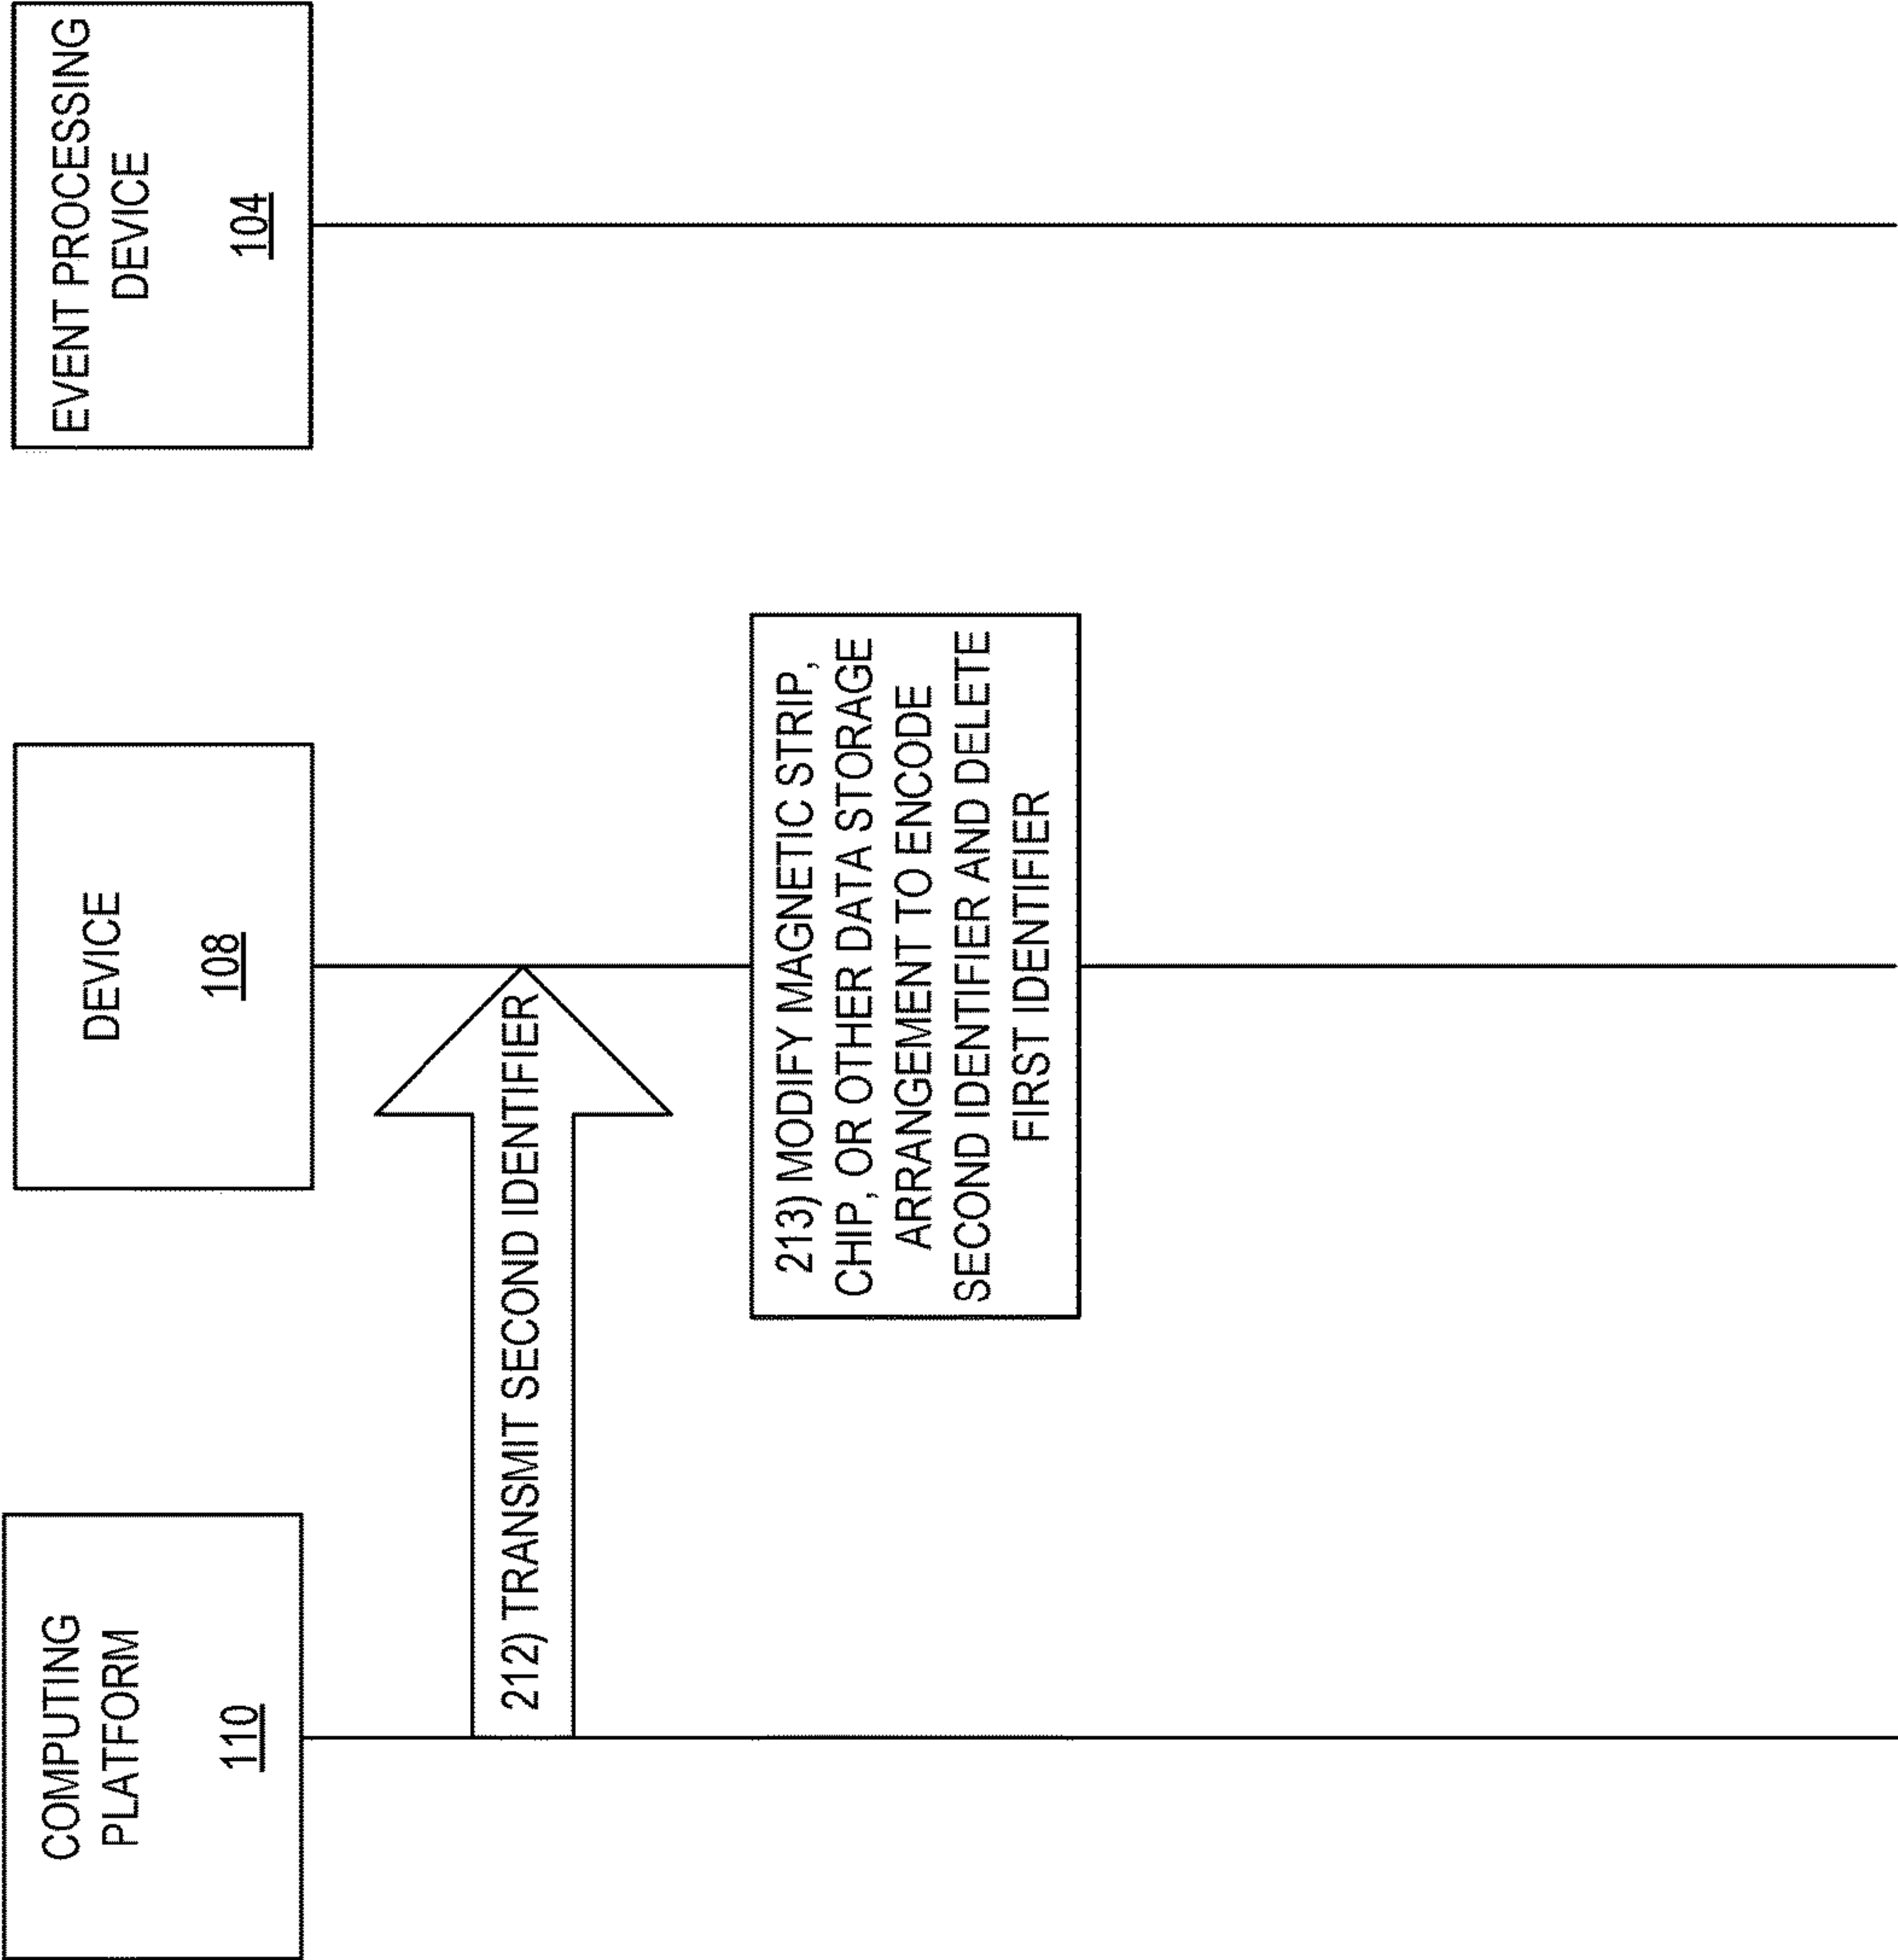 COMPUTING
PLATFORM
110
DEVICE
108
EVENT PROCESSING
DEVICE
104
212) TRANSMIT SECOND IDENTIFIER
213) MODIFY MAGNETIC STRIP,
CHIP, OR OTHER DATA STORAGE
ARRANGEMENT TO ENCODE
SECOND IDENTIFIER AND DELETE
FIRST IDENTIFIER